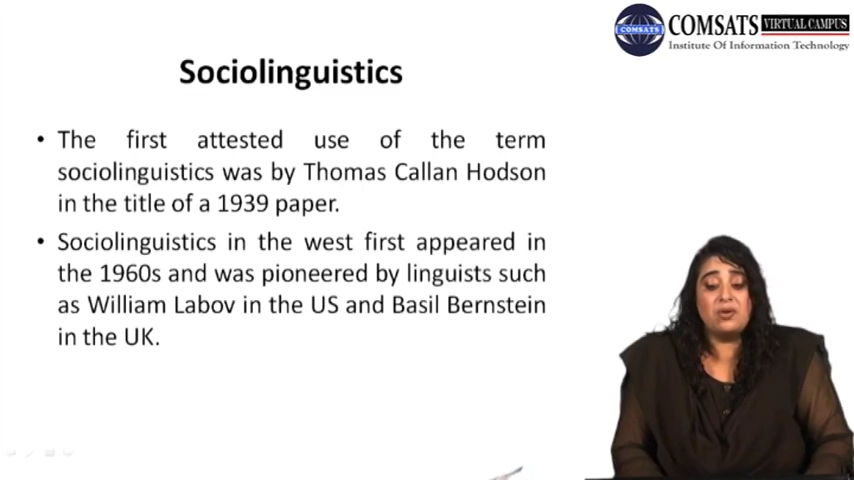 COMSATS
COMSATS VIRTUAL CAMPUS
Institute Of Information Technology
Sociolinguistics
• The first attested use of the term
sociolinguistics was by Thomas Callan Hodson
in the title of a 1939 paper.
• Sociolinguistics in the west first appeared in
the 1960s and was pioneered by linguists such
as William Labov in the US and Basil Bernstein
in the UK.